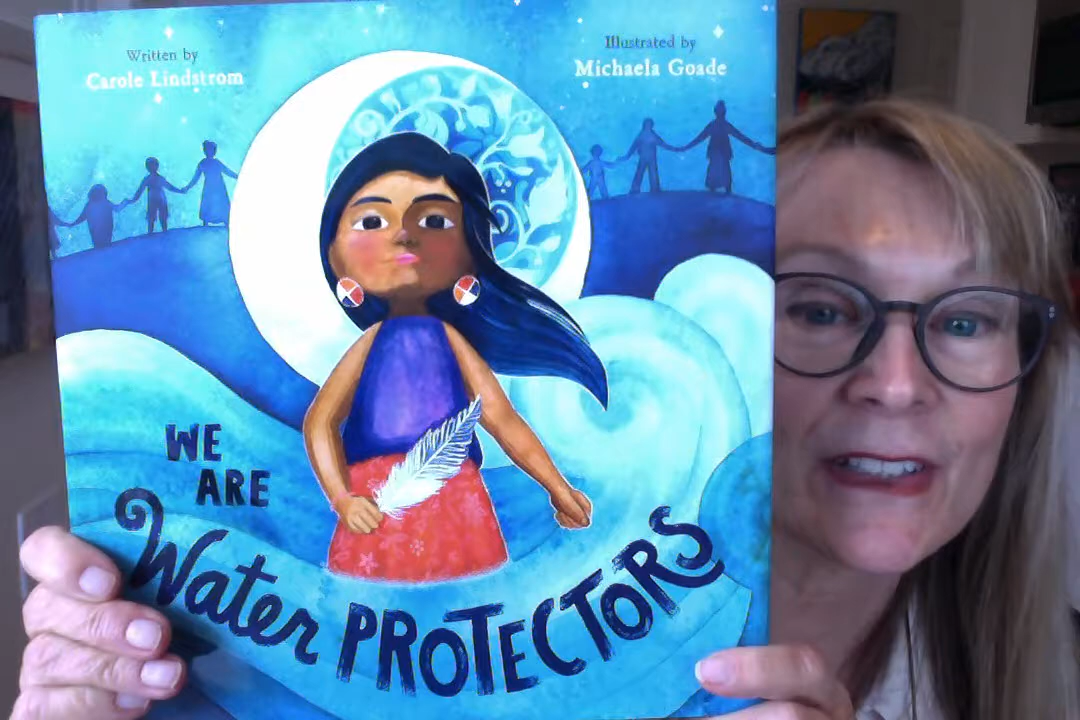 Written by
Carole Lindstrom
Illustrated by
Michaela Goade
WE
ARE
Water PROTECTORS